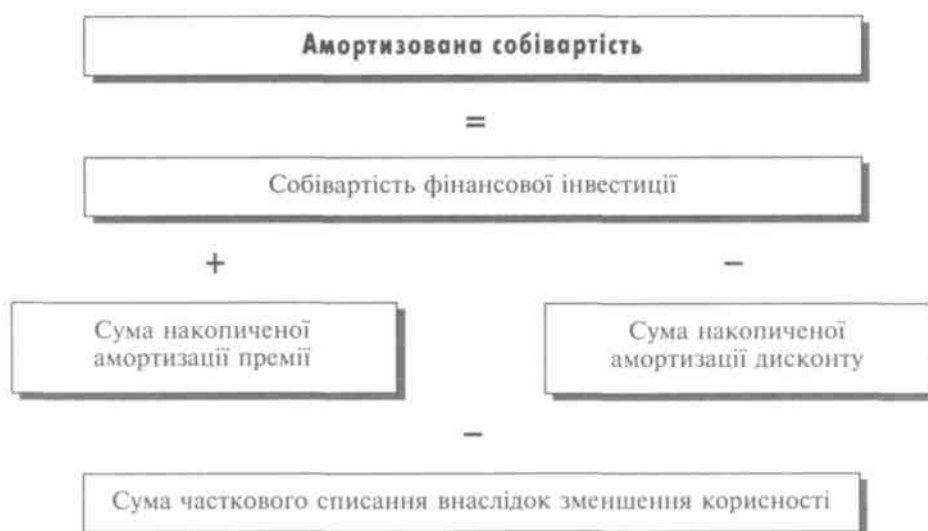 Амортизована собівартість
=
Собівартість фінансової інвестиції
+ −
Сума накопиченої
амортизації премії
Сума накопиченої
амортизації дисконту
−
Сума часткового списання внаслідок зменшення корисності